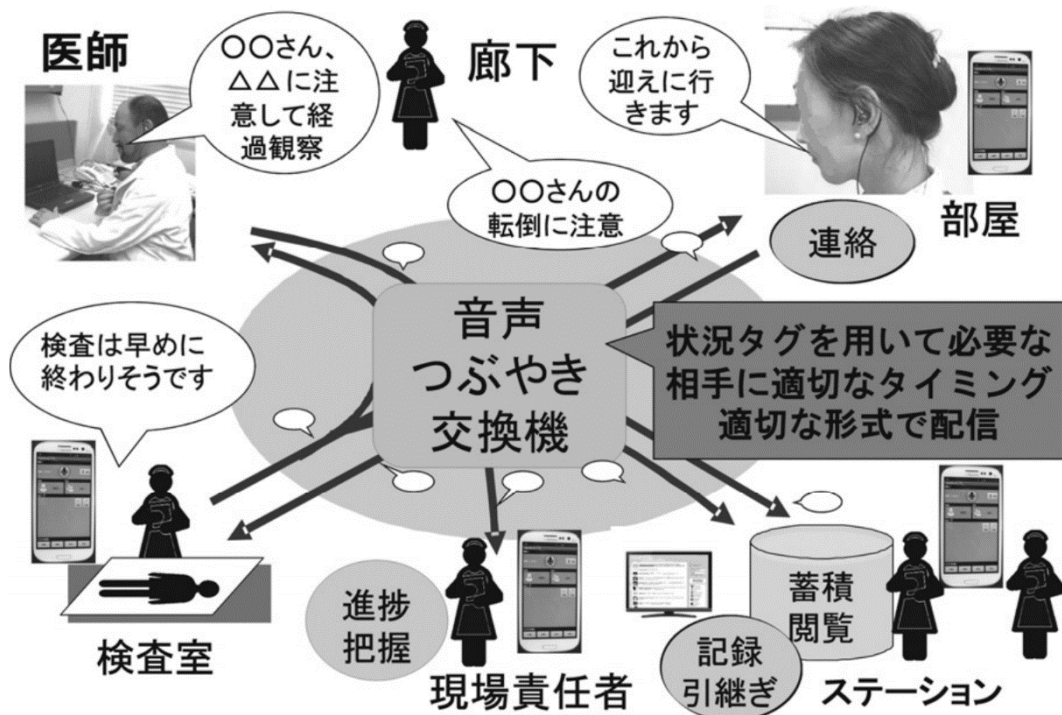 医師
〇〇さん、
△△に注
意して経
過観察
廊下
これから
迎えに行
きます
〇〇さんの
転倒に注意
部屋
連絡
音声
つぶやき
交換機
状況タグを用いて必要な
相手に適切なタイミング
適切な形式で配信
検査は早めに
終わりそうです
検査室
進捗
把握
現場責任者
蓄積
閲覧
記録
引継ぎ
ステーション